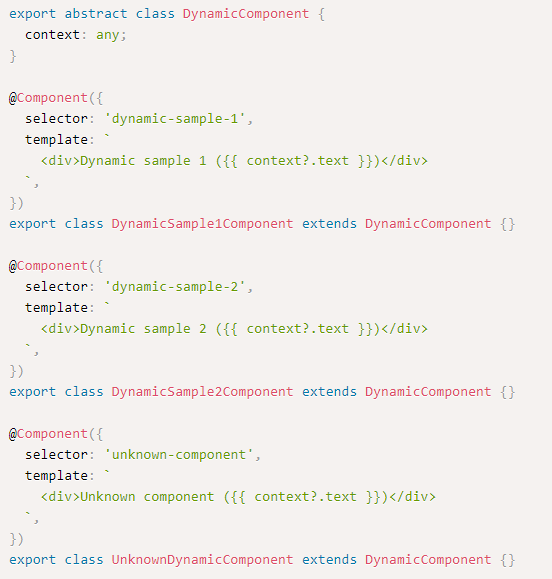 export abstract class DynamicComponent {
  context: any;
}

@Component({
  selector: 'dynamic-sample-1',
  template: `
    <div>Dynamic sample 1 ({{ context?.text }})</div>
  `,
})
export class DynamicSample1Component extends DynamicComponent {}

@Component({
  selector: 'dynamic-sample-2',
  template: `
    <div>Dynamic sample 2 ({{ context?.text }})</div>
  `,
})
export class DynamicSample2Component extends DynamicComponent {}

@Component({
  selector: 'unknown-component',
  template: `
    <div>Unknown component ({{ context?.text }})</div>
  `,
})
export class UnknownDynamicComponent extends DynamicComponent {}